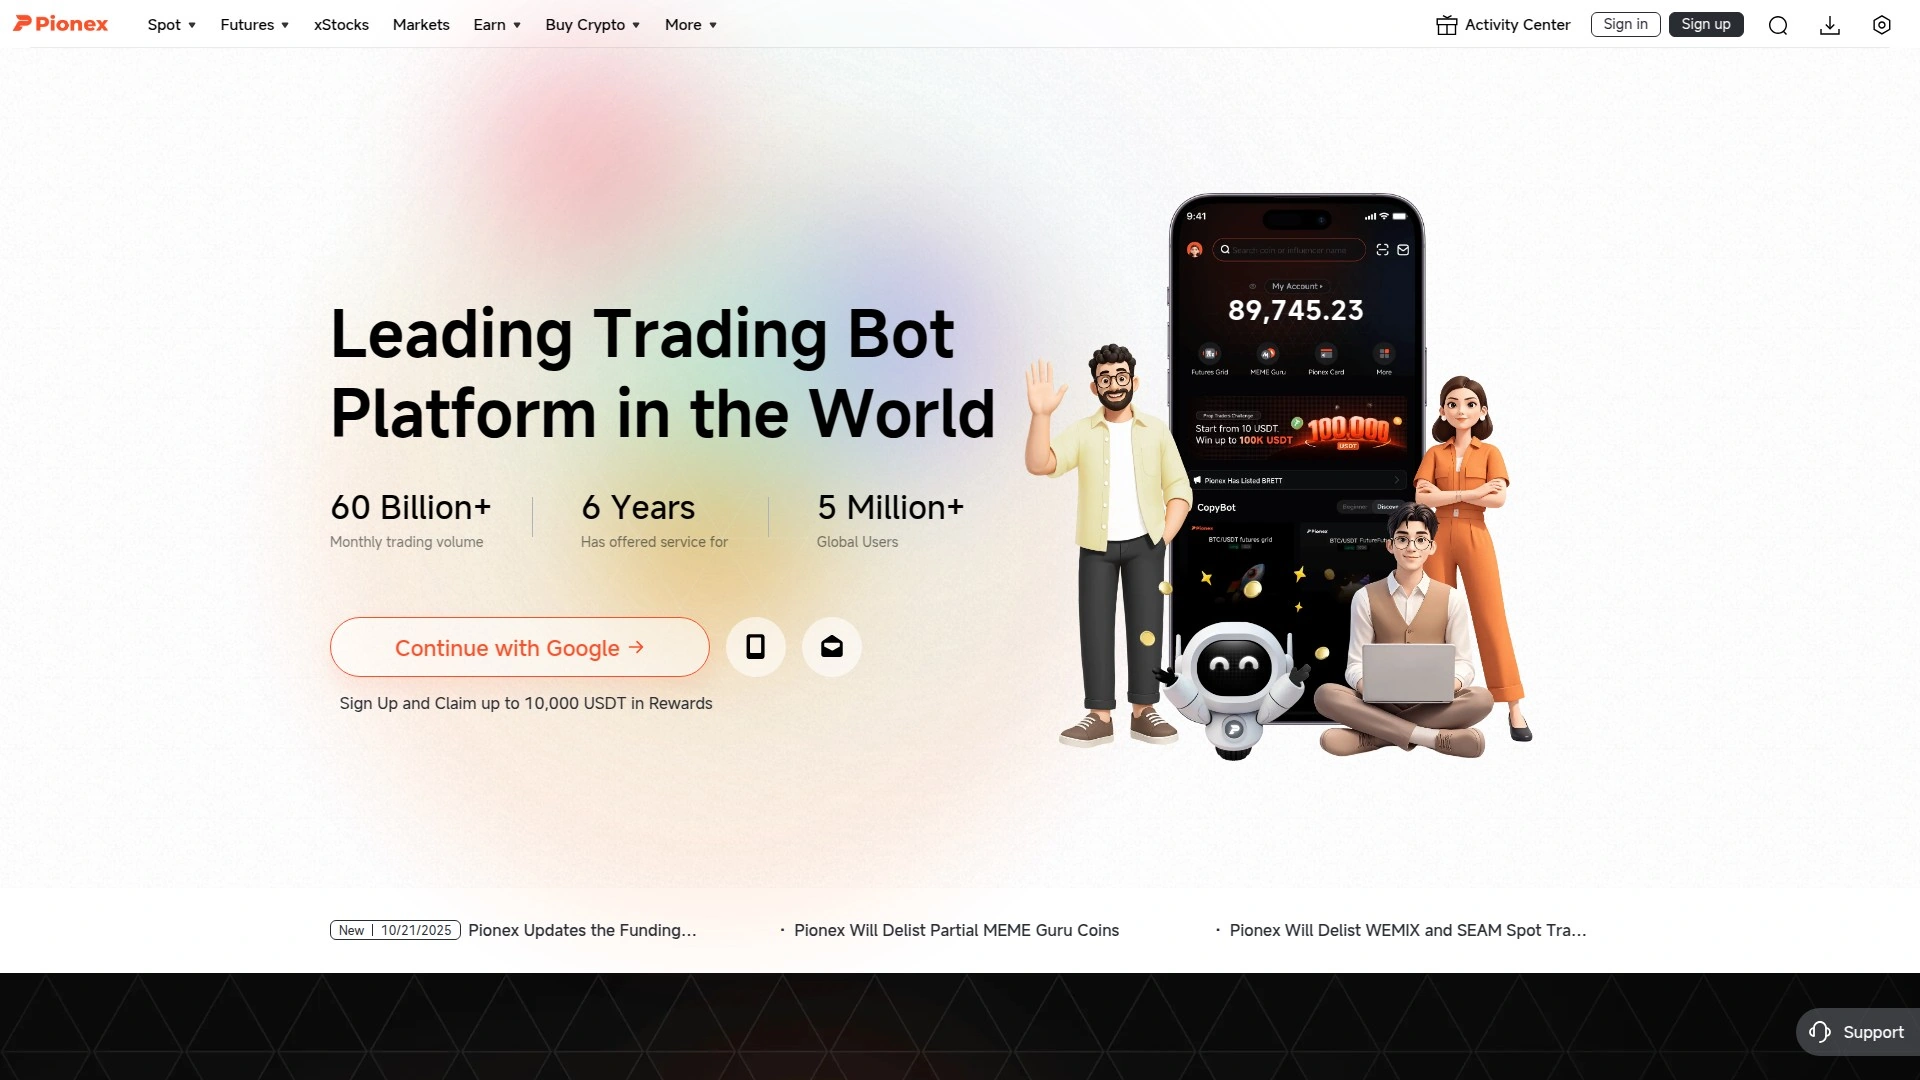 Pionex
Spot
Futures
xStocks
Markets
Earn
Buy Crypto
More
Activity Center
Sign in
Sign up
Leading Trading Bot
Platform in the World
60 Billion+
Monthly trading volume
6 Years
Has offered service for
5 Million+
Global Users
Continue with Google →
Sign Up and Claim up to 10,000 USDT in Rewards
9:41
Search coin or influencer name
My Account
89,745.23
Futures Grid
MEME Guru
Pionex Card
More
Prop Traders Challenge
Start from 10 USDT.
Win up to 100K USDT
100,000
USDT
Pionex Has Listed BRETT
CopyBot
Beginner
Discover
Pionex
BTC/USDT futures grid
Pionex
New | 10/21/2025 Pionex Updates the Funding...
· Pionex Will Delist Partial MEME Guru Coins
· Pionex Will Delist WEMIX and SEAM Spot Tra...
Support